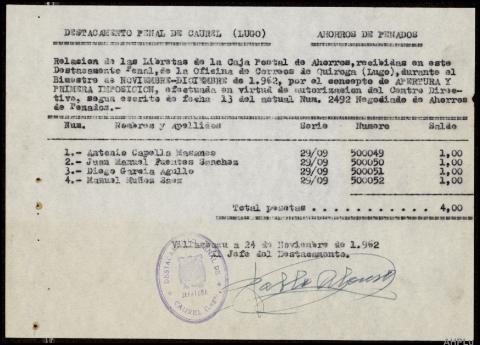 DESTACAMENTO PENAL DE CAUREL (LUGO) AHORROS DE PENADOS
Relacion de las Libretas de la Caja Postal de Ahorros, recibidas en este
Destacamento Penal, de la Oficina de Correos de Quiroga (Lugo), durante el
Bimestre de NOVIEMBRE-DICIEMBRE de 1.962, por el concepto de APERTURA Y
PRIMERA IMPOSICION, efectuada en virtud de autorizacion del Centro Direc-
tivo, segun escrito de fecha 13 del actual Num. 2492 Negociado de Ahorros
de Penados.-
Num. Nombres y Apellidos Serie Numero Saldo
1.- Antonio Capella 29/09 500049 1,00
2.- Juan Manuel Fuentes Sanchez 29/09 500050 1,00
3.- Diego Garcia Agullo 29/09 500051 1,00
4.- Manuel Muñoz Saez 29/09 500052 1,00
Total pesetas . . . . . . . . . . . . 4,00
a 24 de Noviembre de 1.962
El Jefe del Destacamento.
CAUREL
Pablo Alonso